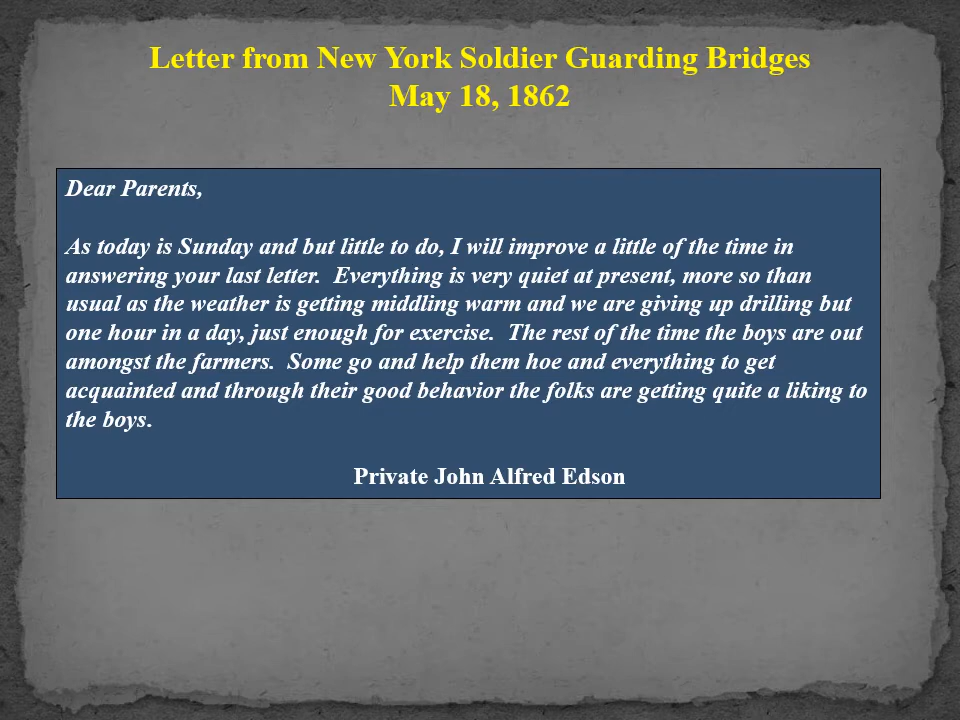 Letter from New York Soldier Guarding Bridges
May 18, 1862
Dear Parents,
As today is Sunday and but little to do, I will improve a little of the time in
answering your last letter.  Everything is very quiet at present, more so than
usual as the weather is getting middling warm and we are giving up drilling but
one hour in a day, just enough for exercise.  The rest of the time the boys are out
amongst the farmers.  Some go and help them hoe and everything to get
acquainted and through their good behavior the folks are getting quite a liking to
the boys.
Private John Alfred Edson